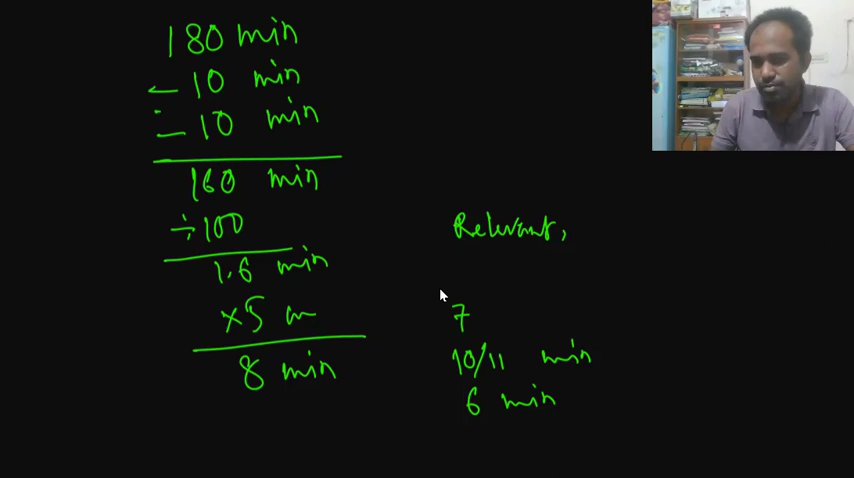 180 min
- 10 min
- 10 min
160 min
÷100
1.6 min
×5 m
8 min
Relevant,
7
10/11 min
6 min